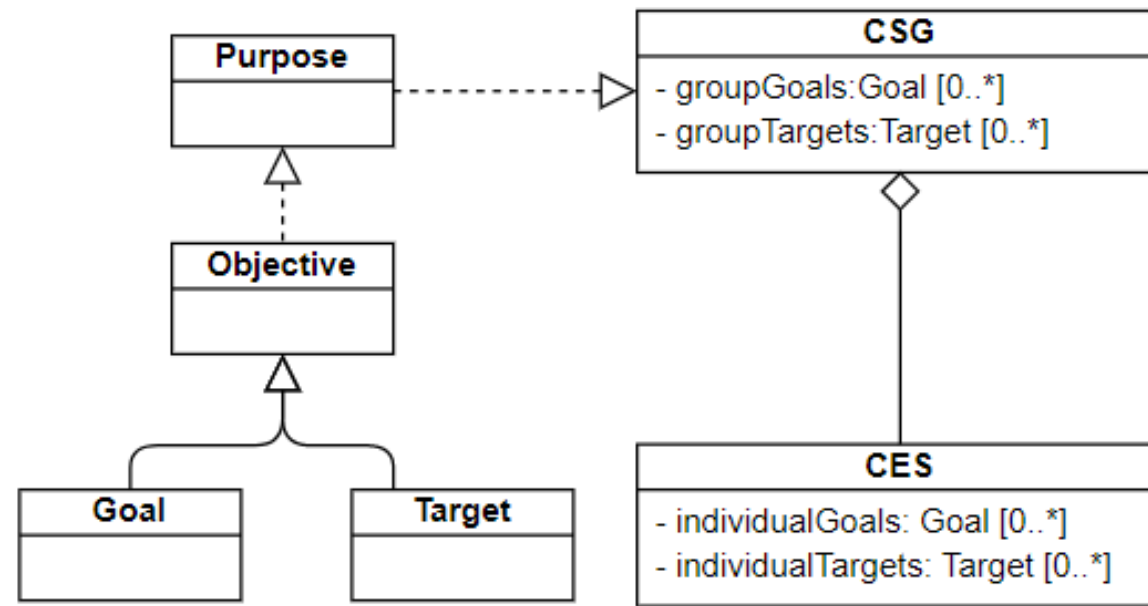 Purpose
CSG
- groupGoals:Goal [0..*]
- groupTargets:Target [0..*]
Objective
Goal
Target
CES
- individualGoals: Goal [0..*]
- individualTargets: Target [0..*]